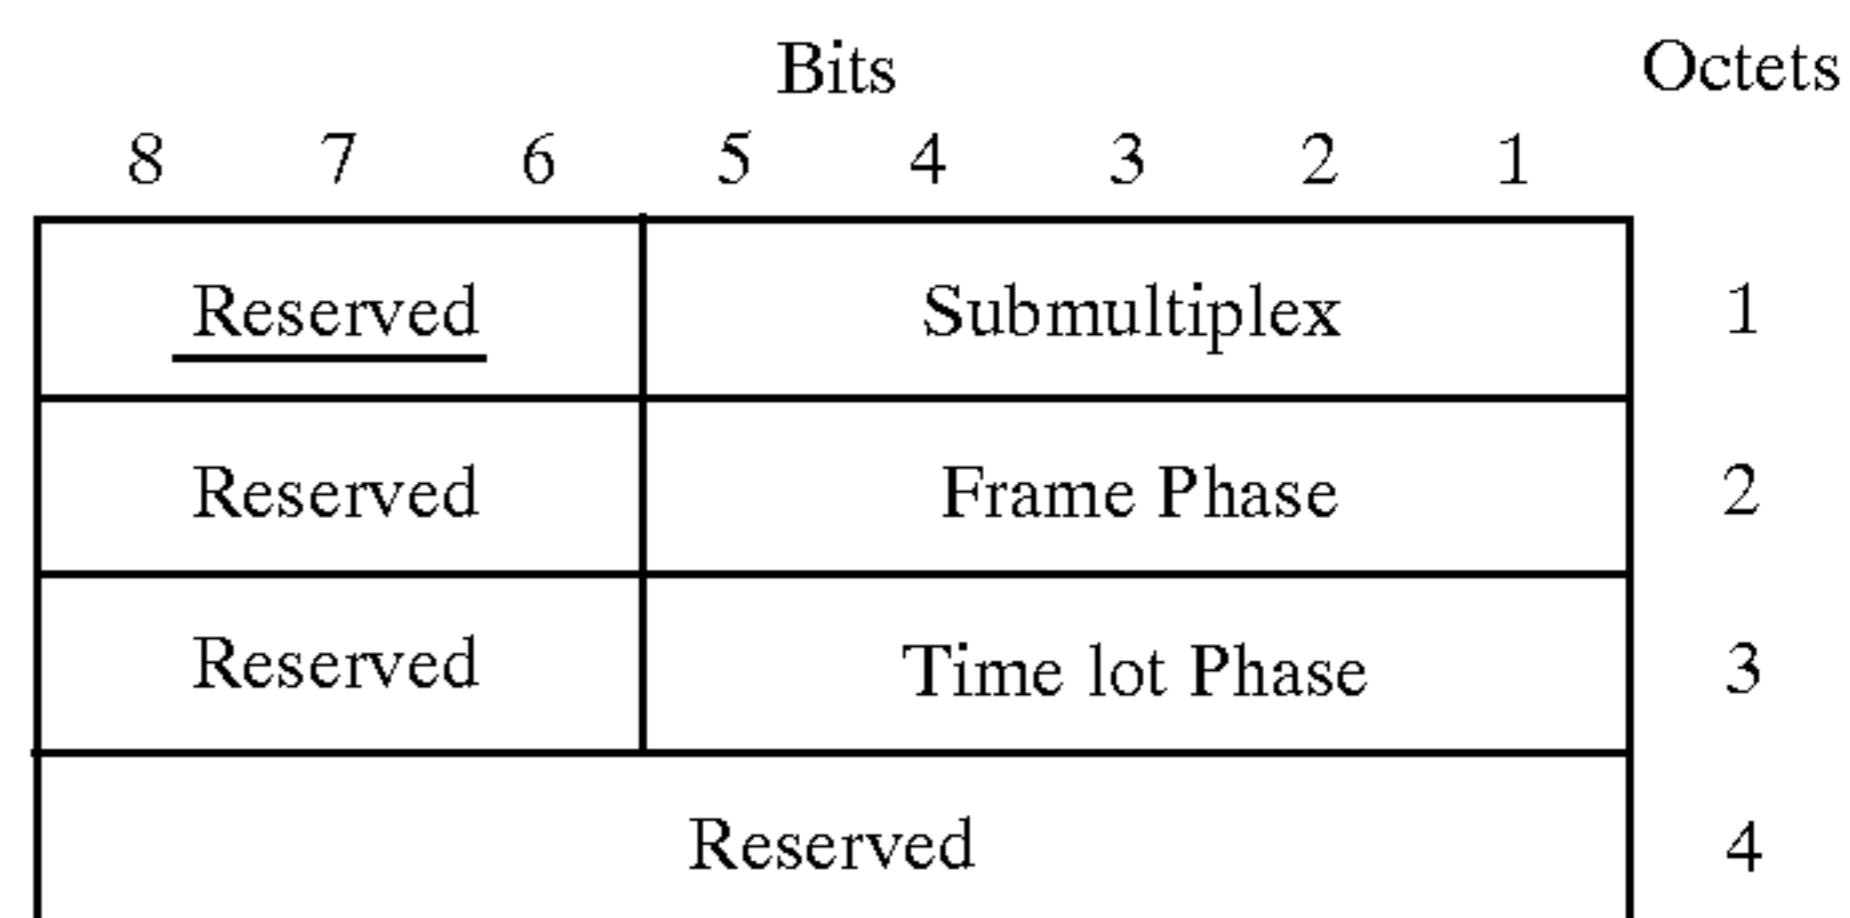 Bits Octets
8 7 6 5 4 3 2 1
Reserved Submultiplex 1
Reserved Frame Phase 2
Reserved Time lot Phase 3
Reserved 4